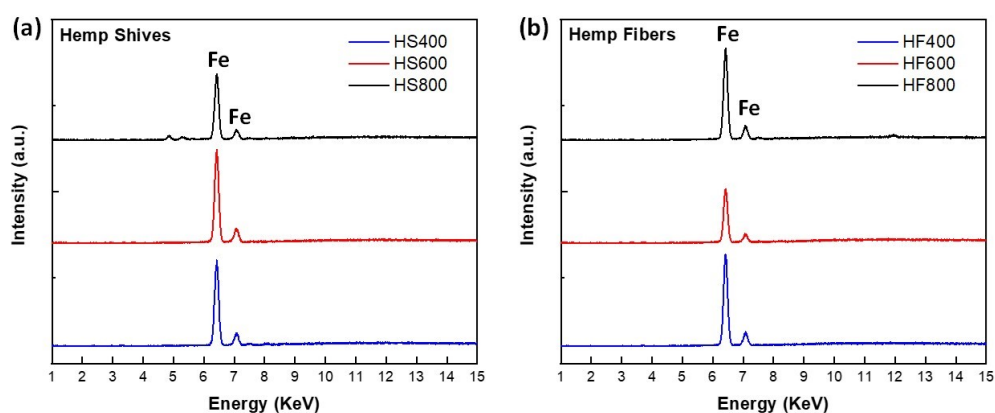 (a)
Hemp Shives
HS400
HS600
HS800
Fe
Fe
Intensity (a.u.)
1 2 3 4 5 6 7 8 9 10 11 12 13 14 15
Energy (KeV)
(b)
Hemp Fibers
HF400
HF600
HF800
Fe
Fe
Intensity (a.u.)
1 2 3 4 5 6 7 8 9 10 11 12 13 14 15
Energy (KeV)